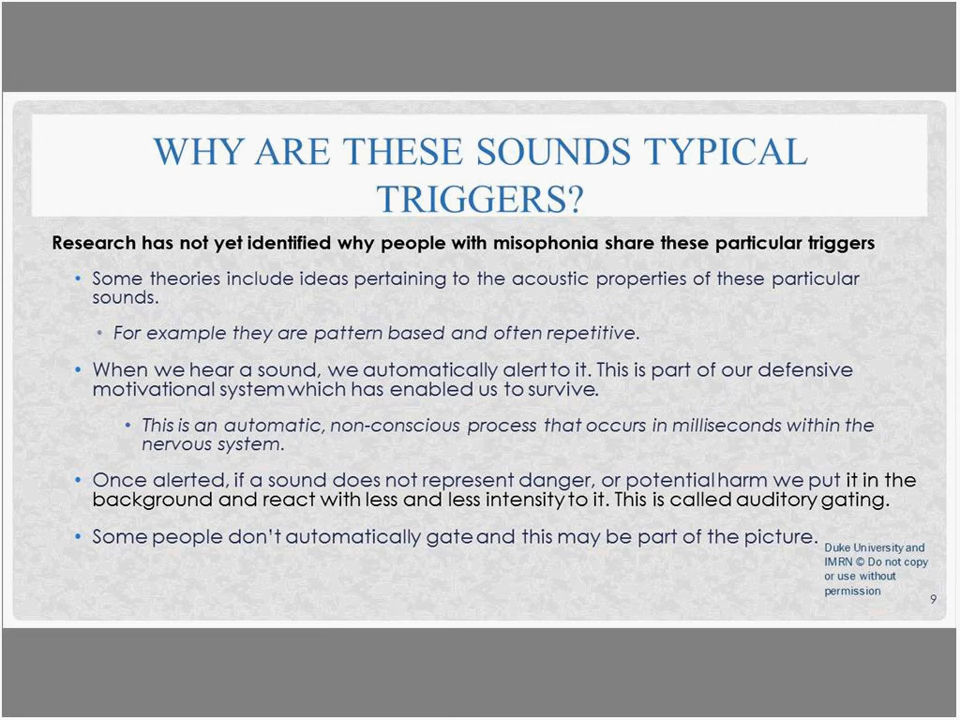 WHY ARE THESE SOUNDS TYPICAL
TRIGGERS?
Research has not yet identified why people with misophonia share these particular triggers
• Some theories include ideas pertaining to the acoustic properties of these particular
sounds.
• For example they are pattern based and often repetitive.
• When we hear a sound, we automatically alert to it. This is part of our defensive
motivational system which has enabled us to survive.
• This is an automatic, non-conscious process that occurs in milliseconds within the
nervous system.
• Once alerted, if a sound does not represent danger, or potential harm we put it in the
background and react with less and less intensity to it. This is called auditory gating.
• Some people don't automatically gate and this may be part of the picture.
Duke University and
IMRN © Do not copy
or use without
permission
9